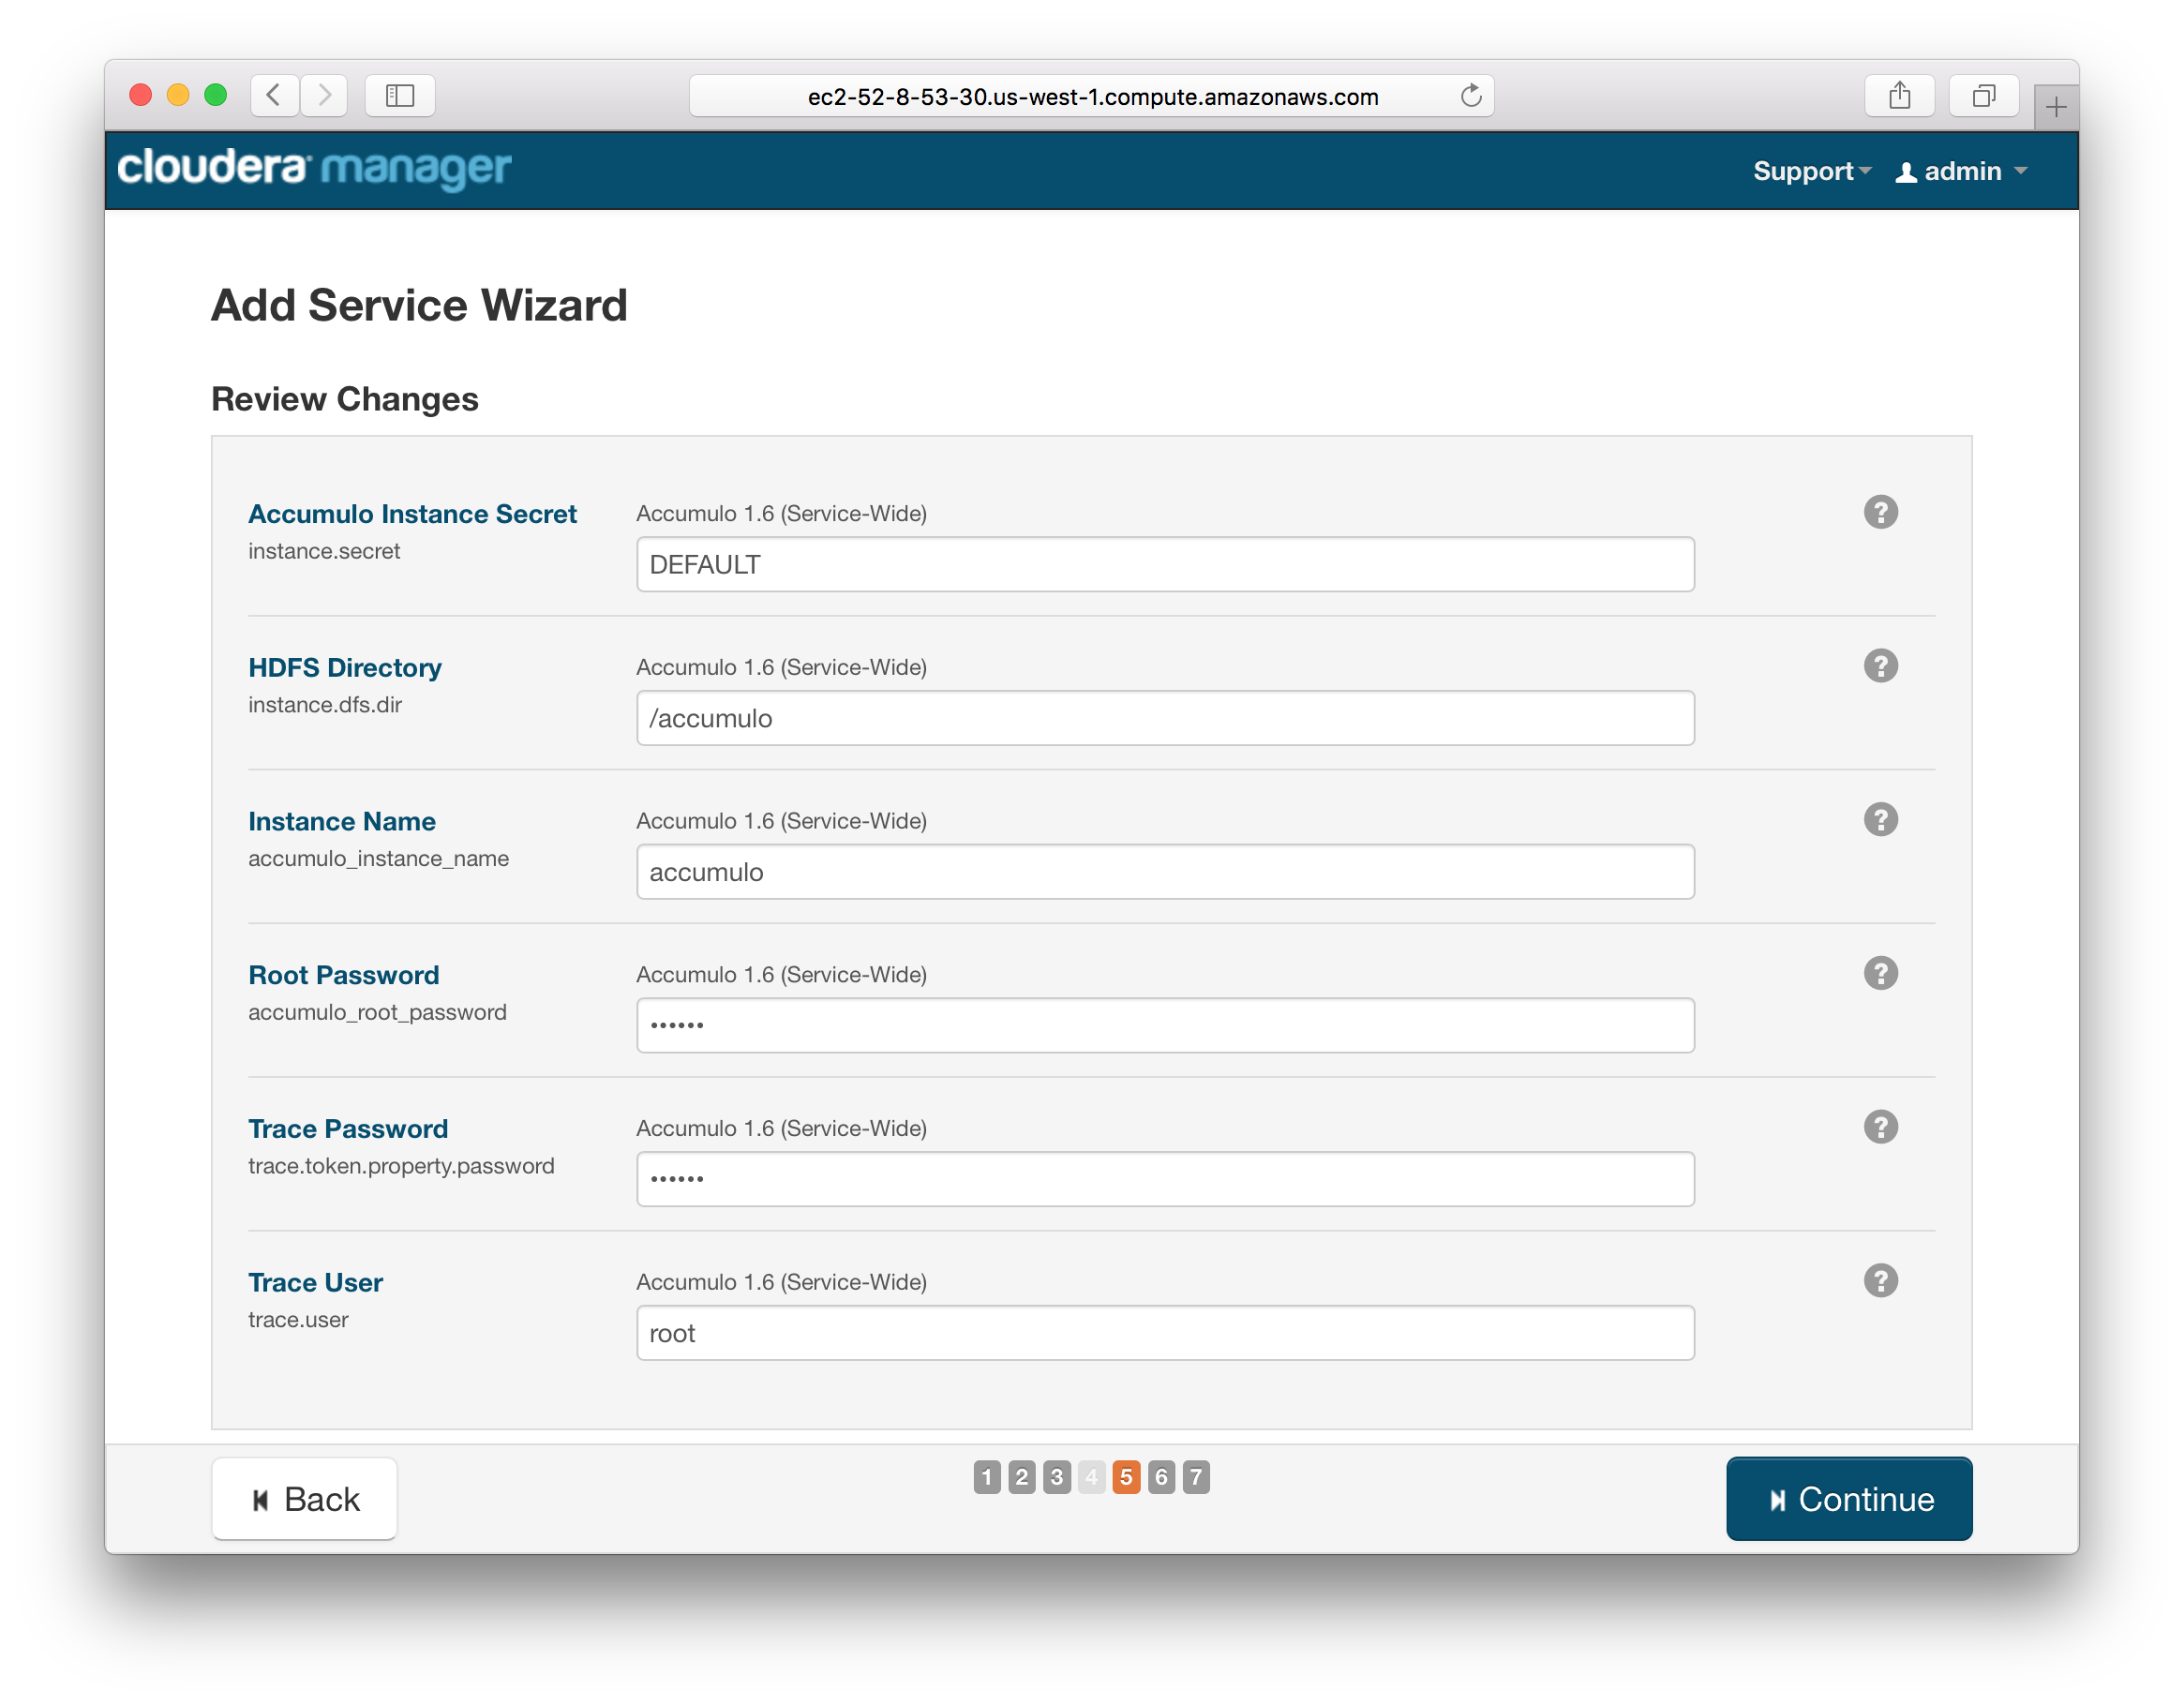 ec2-52-8-53-30.us-west-1.compute.amazonaws.com
cloudera manager
Support admin
Add Service Wizard
Review Changes
Accumulo Instance Secret
instance.secret
Accumulo 1.6 (Service-Wide)
DEFAULT
HDFS Directory
instance.dfs.dir
Accumulo 1.6 (Service-Wide)
/accumulo
Instance Name
accumulo_instance_name
Accumulo 1.6 (Service-Wide)
accumulo
Root Password
accumulo_root_password
Accumulo 1.6 (Service-Wide)
••••••
Trace Password
trace.token.property.password
Accumulo 1.6 (Service-Wide)
••••••
Trace User
trace.user
Accumulo 1.6 (Service-Wide)
root
Back
1 2 3 4 5 6 7
Continue